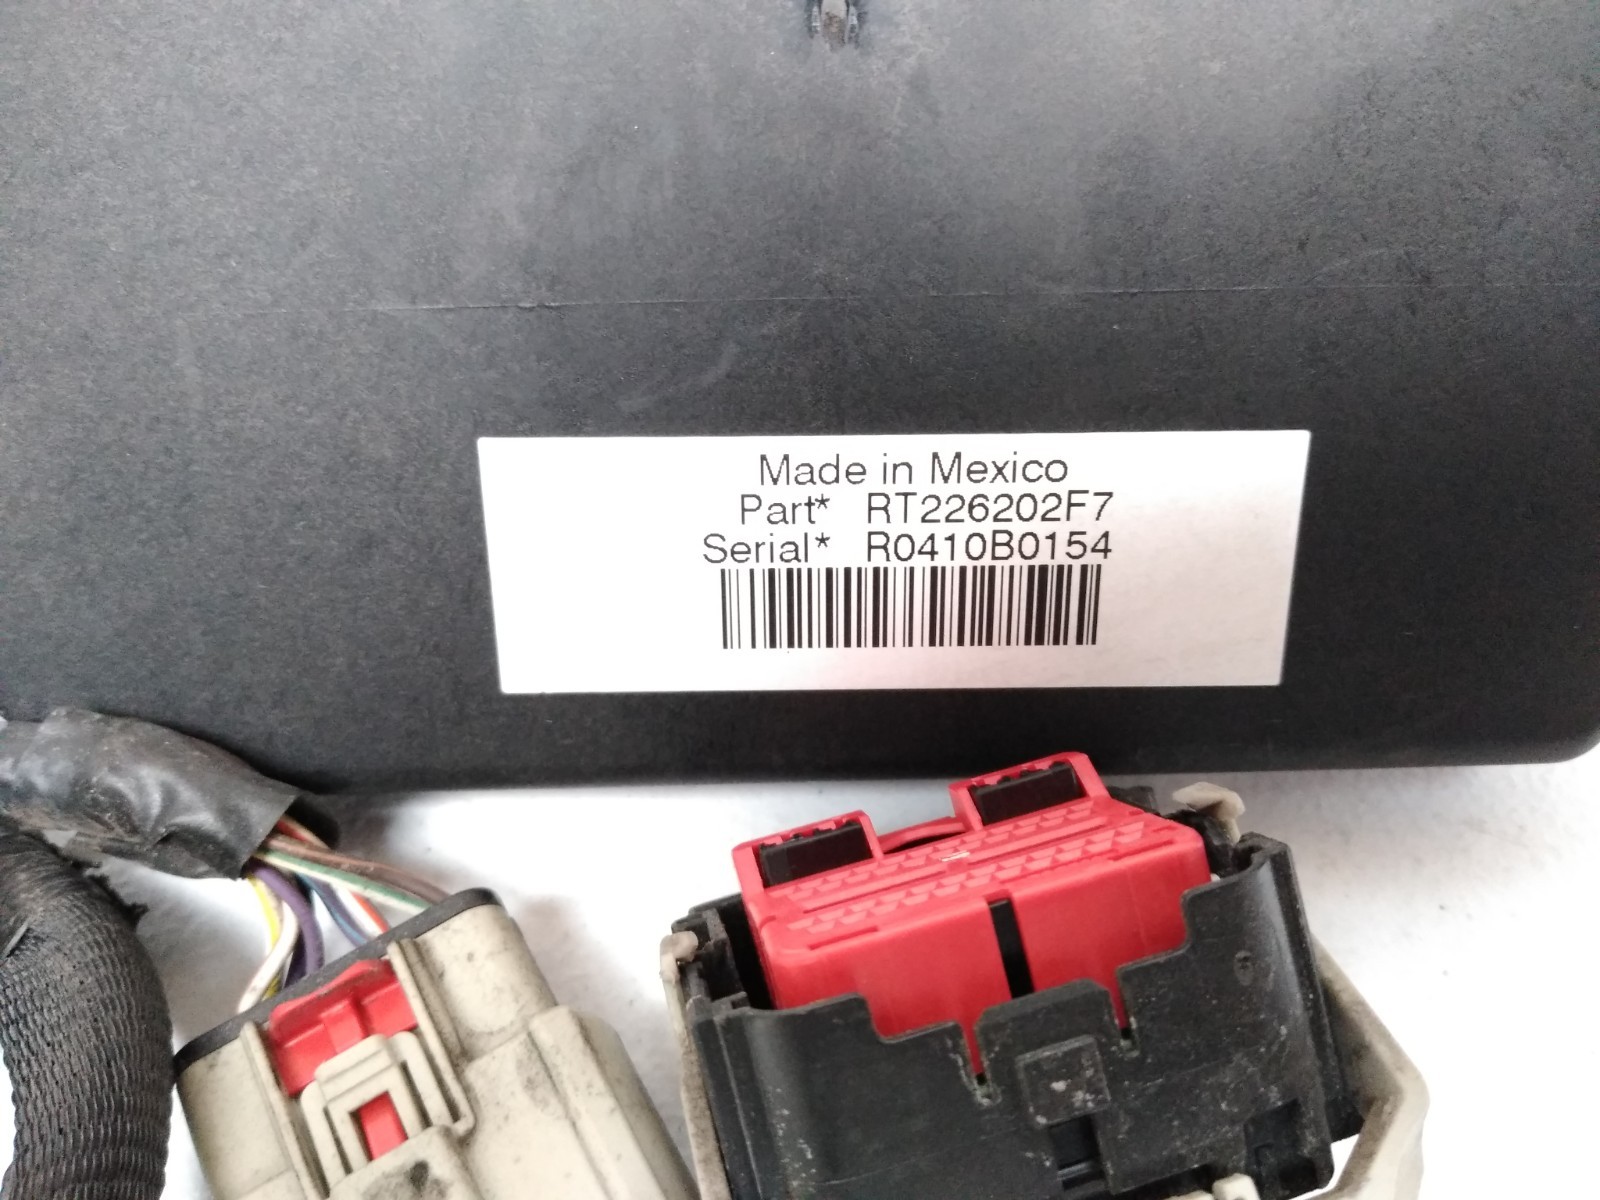 Made in Mexico
Part* RT226202F7
Serial* R0410B0154